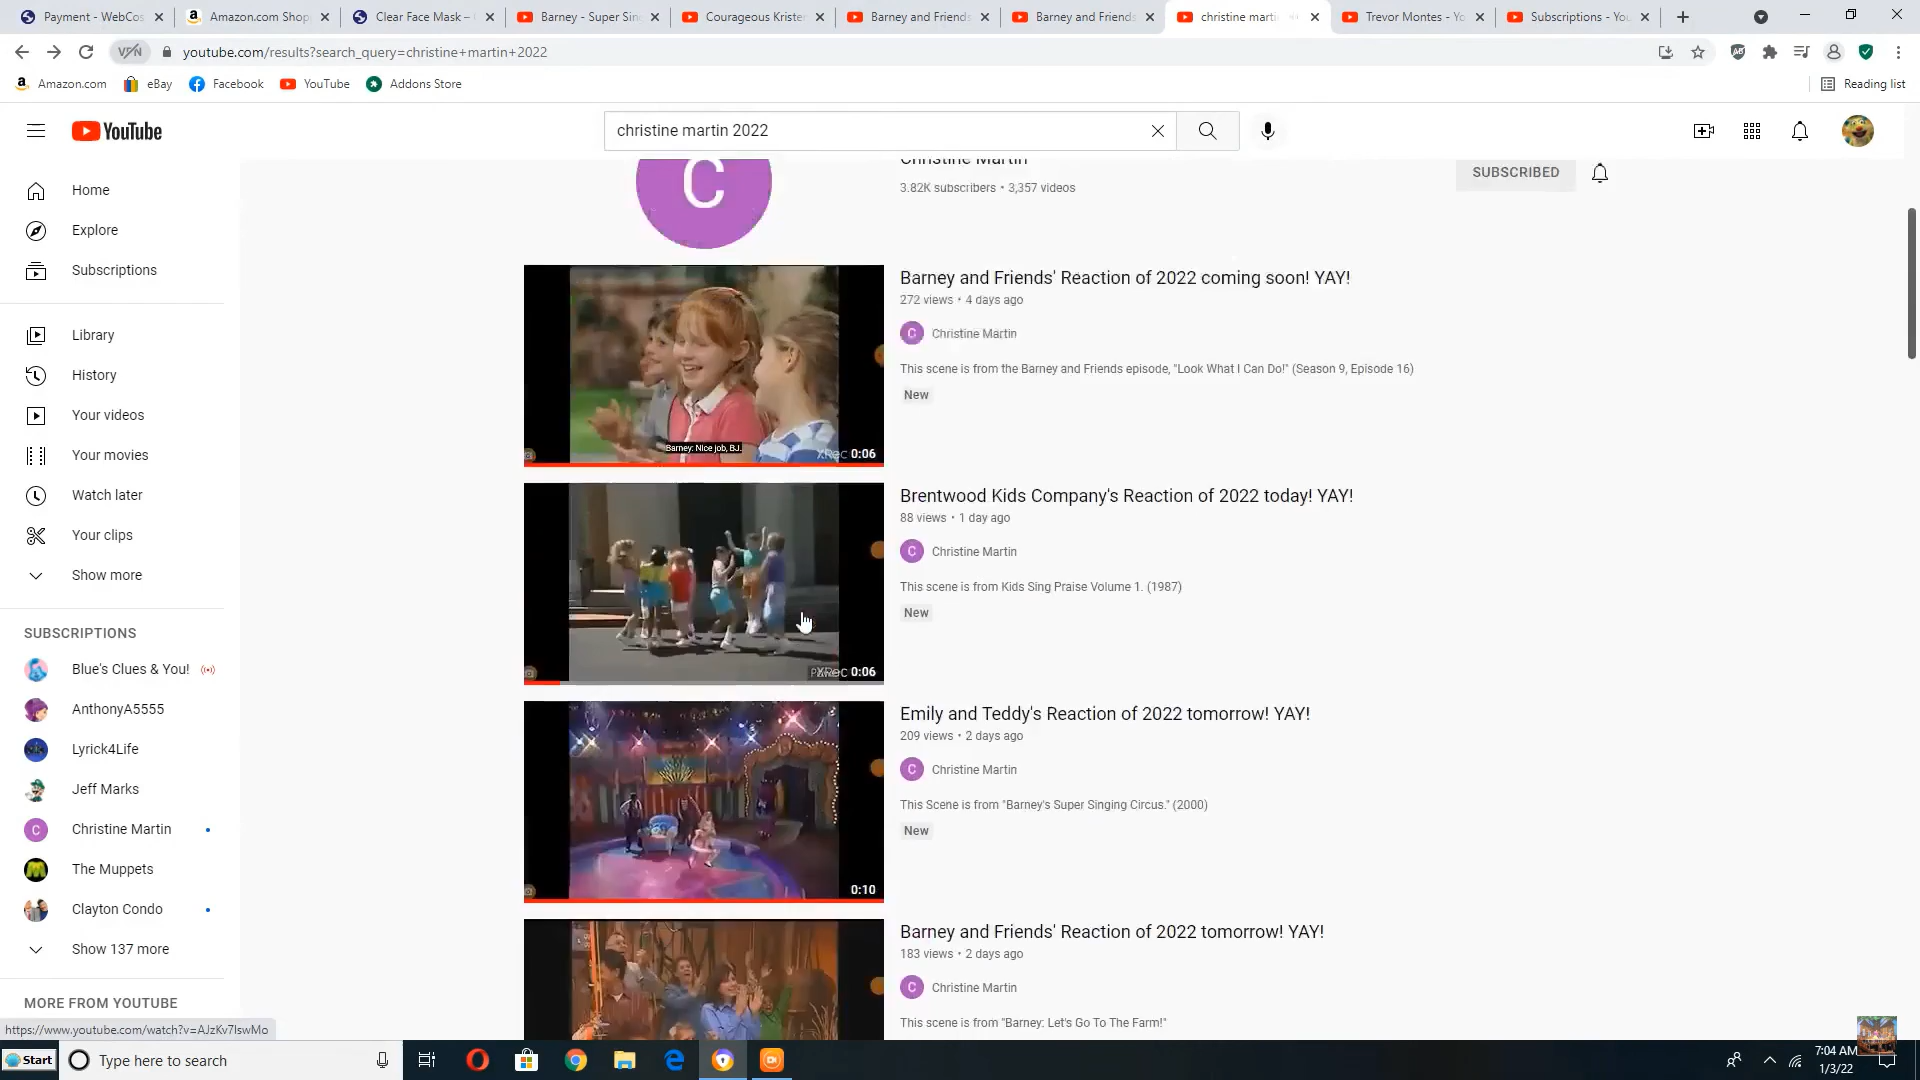 Payment - WebCos
Amazon.com Shop
Clear Face Mask –
Barney - Super Sin
Courageous Kriste
Barney and Friends
Barney and Friends
christine marti
Trevor Montes - Yo
Subscriptions - You
VPN
youtube.com/results?search_query=christine+martin+2022
Amazon.com
eBay
Facebook
YouTube
Addons Store
Reading list
YouTube
christine martin 2022
Home
Explore
Subscriptions
Library
History
Your videos
Your movies
Watch later
Your clips
Show more
SUBSCRIPTIONS
Blue's Clues & You!
AnthonyA5555
Lyrick4Life
Jeff Marks
C
Christine Martin
The Muppets
Clayton Condo
Show 137 more
MORE FROM YOUTUBE
https://www.youtube.com/watch?v=AJzKv7IswMo
C
Christine Martin
3.82K subscribers • 3,357 videos
SUBSCRIBED
Barney: Nice job, BJ.
XRec 0:06
Barney and Friends' Reaction of 2022 coming soon! YAY!
272 views • 4 days ago
C
Christine Martin
This scene is from the Barney and Friends episode, "Look What I Can Do!" (Season 9, Episode 16)
New
0:06
Brentwood Kids Company's Reaction of 2022 today! YAY!
88 views • 1 day ago
C
Christine Martin
This scene is from Kids Sing Praise Volume 1. (1987)
New
0:10
Emily and Teddy's Reaction of 2022 tomorrow! YAY!
209 views • 2 days ago
C
Christine Martin
This Scene is from "Barney's Super Singing Circus." (2000)
New
Barney and Friends' Reaction of 2022 tomorrow! YAY!
183 views • 2 days ago
C
Christine Martin
This scene is from "Barney: Let's Go To The Farm!"
Start
Type here to search
7:04 AM
1/3/22